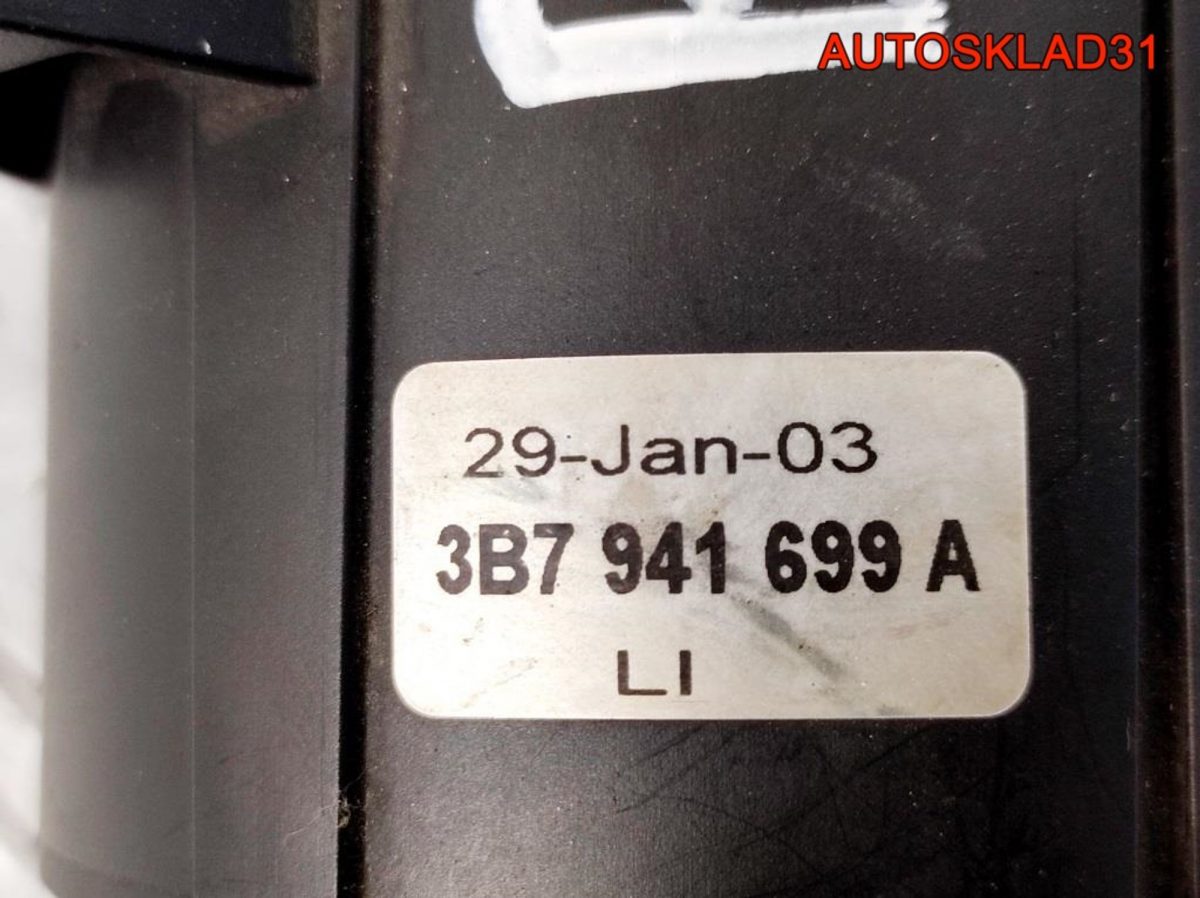 AUTOSKLAD31
29-Jan-03
3B7 941 699 A
LI